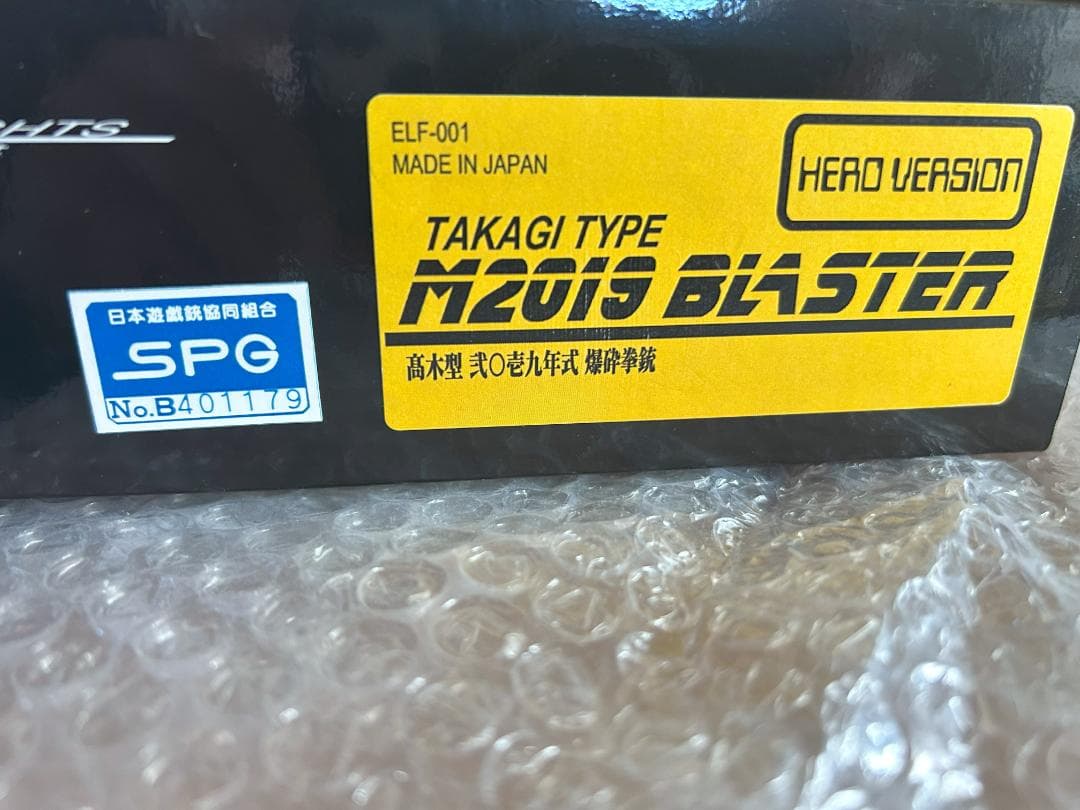 ELF-001
MADE IN JAPAN
HERO VERSION
TAKAGI TYPE
M2019 BLASTER
髙木型 弐〇壱九年式 爆砕拳銃
日本遊戯銃協同組合
SPG
No.B401179